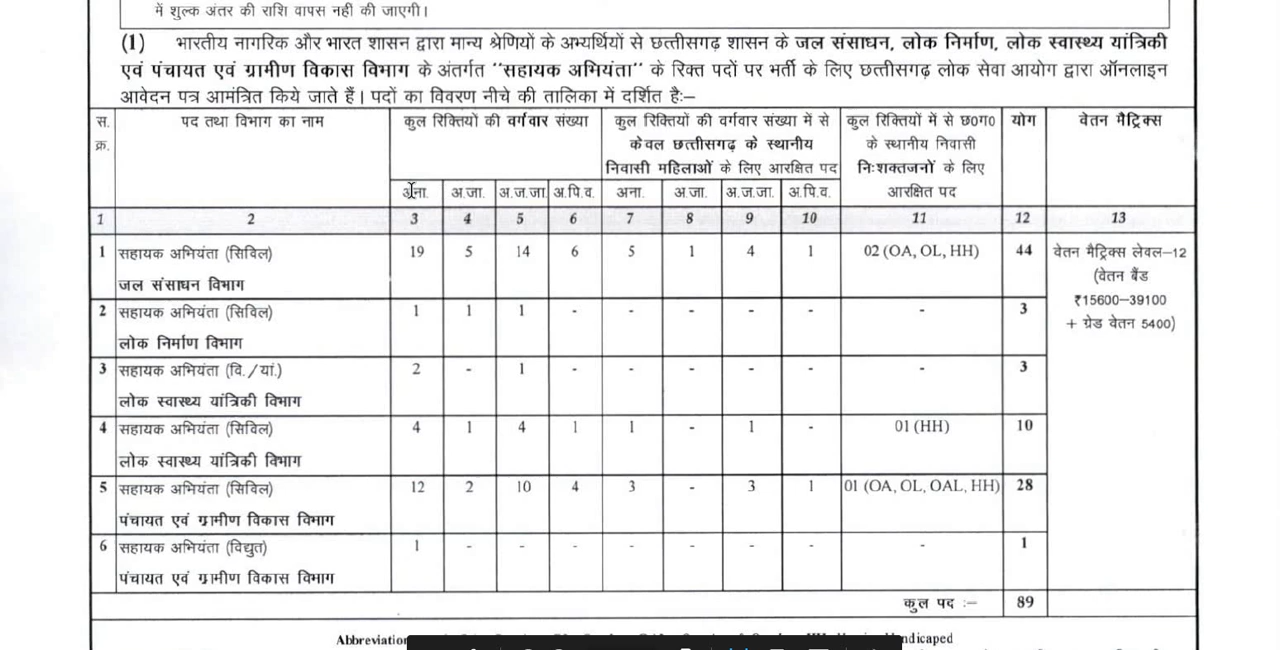 में शुल्क अंतर की राशि वापस नहीं की जाएगी।
(1) भारतीय नागरिक और भारत शासन द्वारा मान्य श्रेणियों के अभ्यर्थियों से छत्तीसगढ़ शासन के जल संसाधन, लोक निर्माण, लोक स्वास्थ्य यांत्रिकी
एवं पंचायत एवं ग्रामीण विकास विभाग के अंतर्गत "सहायक अभियंता" के रिक्त पदों पर भर्ती के लिए छत्तीसगढ़ लोक सेवा आयोग द्वारा ऑनलाइन
आवेदन पत्र आमंत्रित किये जाते हैं। पदों का विवरण नीचे की तालिका में दर्शित है:–
स. पद तथा विभाग का नाम कुल रिक्तियों की वर्गवार संख्या कुल रिक्तियों की वर्गवार संख्या में से कुल रिक्तियों में से छ0ग0 योग वेतन मैट्रिक्स
क्र. केवल छत्तीसगढ़ के स्थानीय के स्थानीय निवासी
निवासी महिलाओं के लिए आरक्षित पद निःशक्तजनों के लिए
अना. अ.जा. अ.ज.जा अ.पि.व. अना. अ.जा. अ.ज.जा. अ.पि.व. आरक्षित पद
1 2 3 4 5 6 7 8 9 10 11 12 13
1 सहायक अभियंता (सिविल) 19 5 14 6 5 1 4 1 02 (OA, OL, HH) 44 वेतन मैट्रिक्स लेवल–12
जल संसाधन विभाग (वेतन बैंड
₹15600–39100
2 सहायक अभियंता (सिविल) 1 1 1 - - - - - - 3
+ ग्रेड वेतन 5400)
लोक निर्माण विभाग
3 सहायक अभियंता (वि./यां.) 2 - 1 - - - - - - 3
लोक स्वास्थ्य यांत्रिकी विभाग
4 सहायक अभियंता (सिविल) 4 1 4 1 1 - 1 - 01 (HH) 10
लोक स्वास्थ्य यांत्रिकी विभाग
5 सहायक अभियंता (सिविल) 12 2 10 4 3 - 3 1 01 (OA, OL, OAL, HH) 28
पंचायत एवं ग्रामीण विकास विभाग
6 सहायक अभियंता (विद्युत) 1 - - - - - - - - 1
पंचायत एवं ग्रामीण विकास विभाग
कुल पद :– 89
Abbreviation